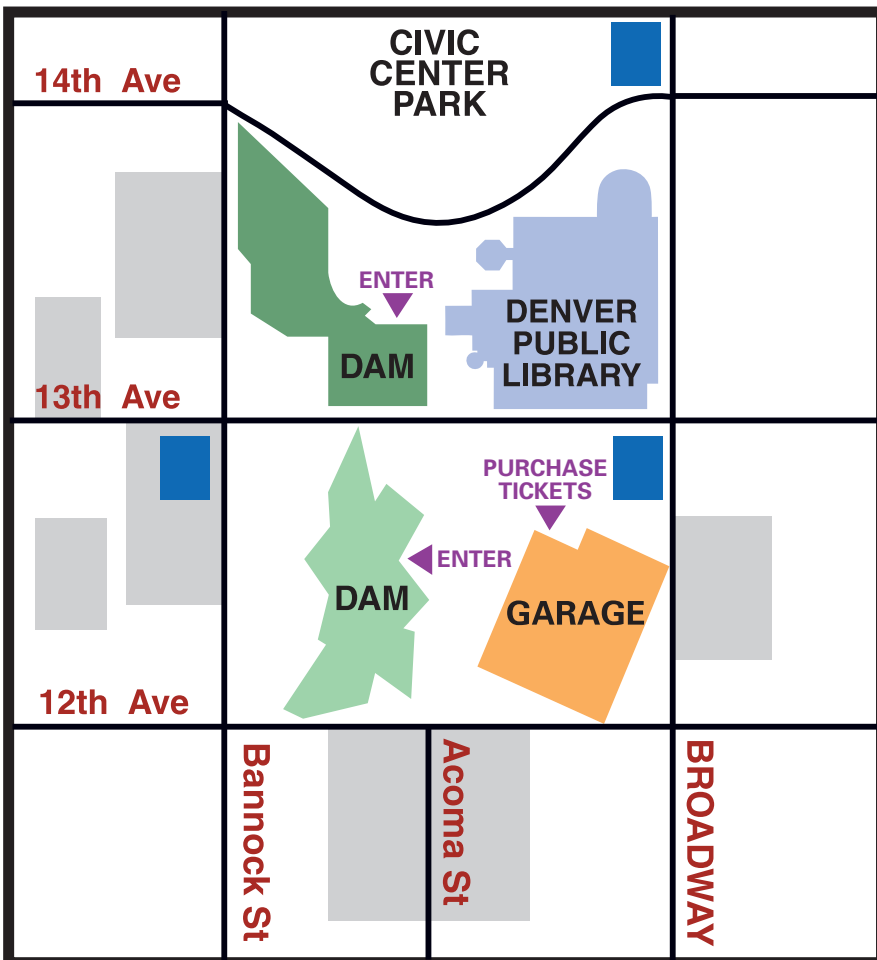 CIVIC
CENTER
PARK
14th Ave
ENTER
DENVER
PUBLIC
LIBRARY
DAM
13th Ave
PURCHASE
TICKETS
ENTER
DAM
GARAGE
12th Ave
Bannock St
Acoma St
BROADWAY